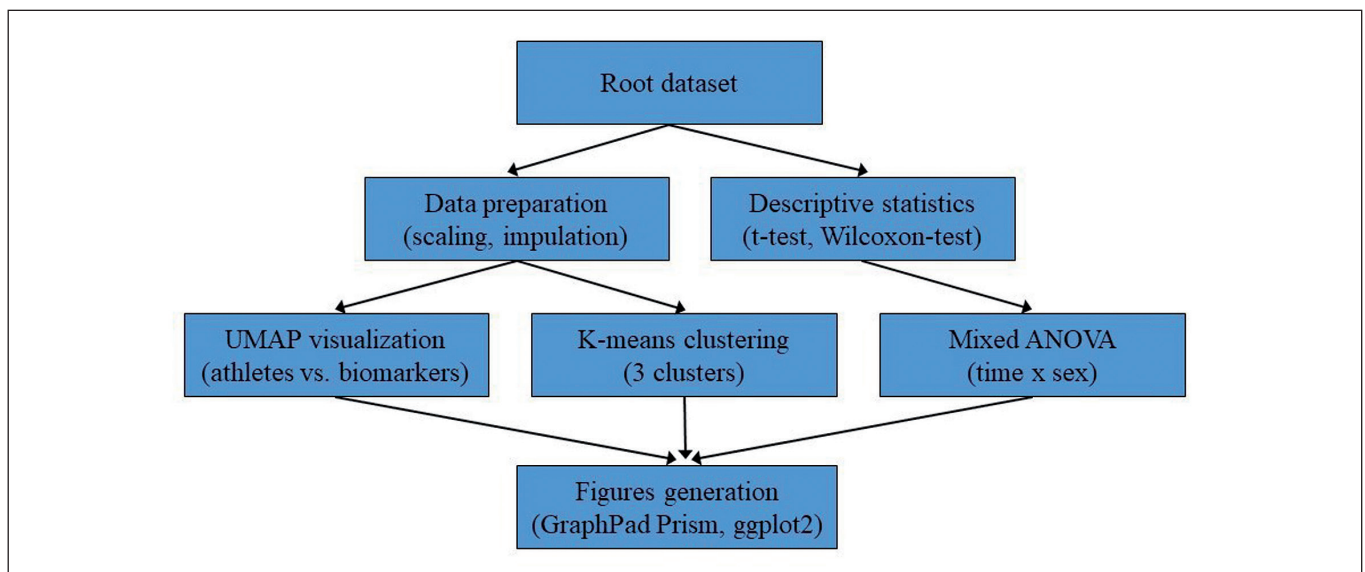 Root dataset
Data preparation
(scaling, impulation)
Descriptive statistics
(t-test, Wilcoxon-test)
UMAP visualization
(athletes vs. biomarkers)
K-means clustering
(3 clusters)
Mixed ANOVA
(time x sex)
Figures generation
(GraphPad Prism, ggplot2)